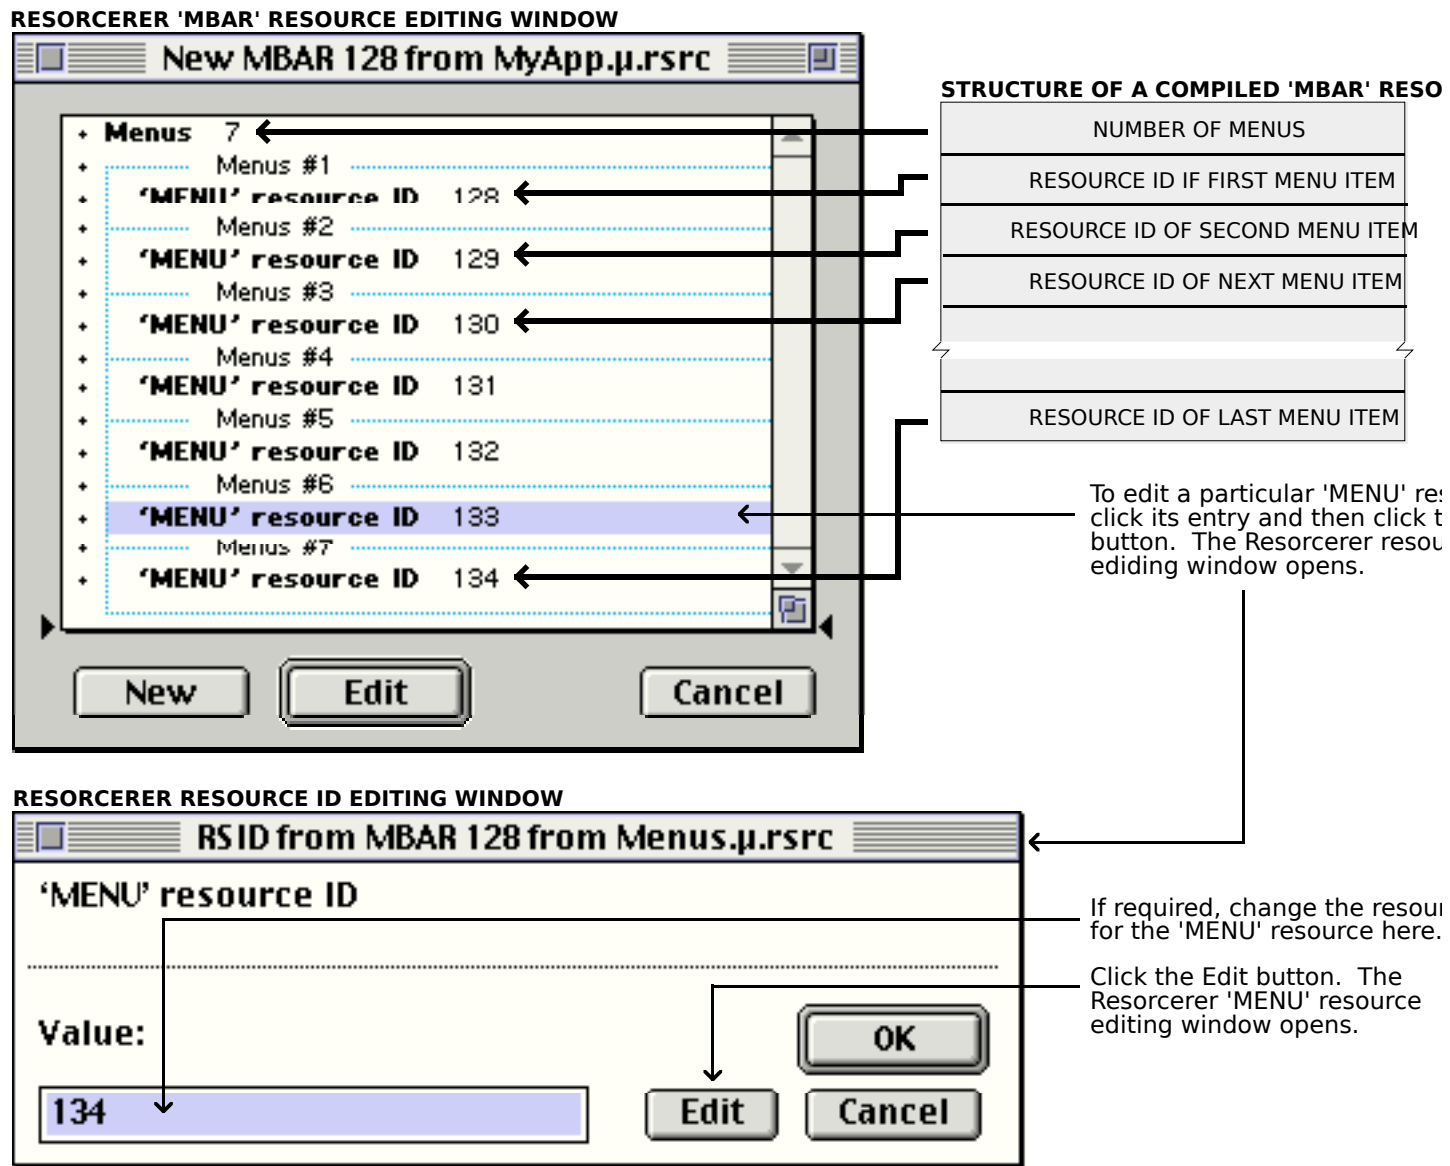 RESORCERER 'MBAR' RESOURCE EDITING WINDOW
New MBAR 128 from MyApp.µ.rsrc
Menus 7
Menus #1
‘MENU’ resource ID 128
Menus #2
‘MENU’ resource ID 129
Menus #3
‘MENU’ resource ID 130
Menus #4
‘MENU’ resource ID 131
Menus #5
‘MENU’ resource ID 132
Menus #6
‘MENU’ resource ID 133
Menus #7
‘MENU’ resource ID 134
New
Edit
Cancel
STRUCTURE OF A COMPILED 'MBAR' RESO
NUMBER OF MENUS
RESOURCE ID IF FIRST MENU ITEM
RESOURCE ID OF SECOND MENU ITEM
RESOURCE ID OF NEXT MENU ITEM
RESOURCE ID OF LAST MENU ITEM
To edit a particular 'MENU' res
click its entry and then click t
button. The Resorcerer resou
ediding window opens.
RESORCERER RESOURCE ID EDITING WINDOW
RSID from MBAR 128 from Menus.µ.rsrc
‘MENU’ resource ID
Value:
134
OK
Edit
Cancel
If required, change the resour
for the 'MENU' resource here.
Click the Edit button. The
Resorcerer 'MENU' resource
editing window opens.